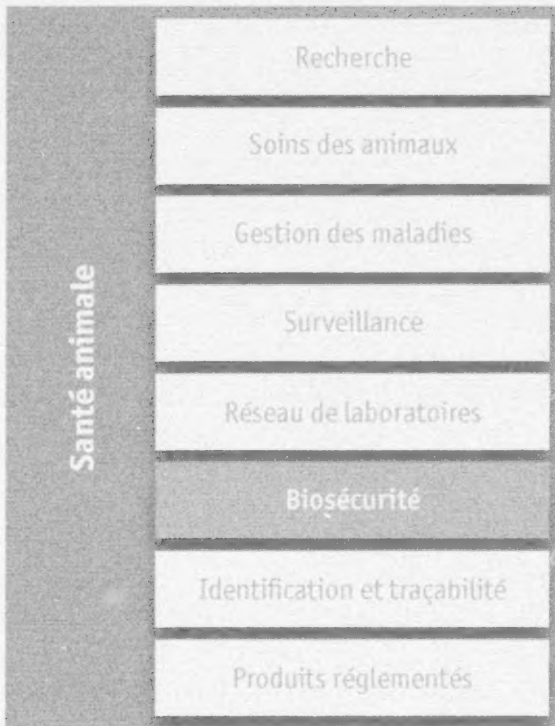 Santé animale
Recherche
Soins des animaux
Gestion des maladies
Surveillance
Réseau de laboratoires
Biosécurité
Identification et traçabilité
Produits réglementés